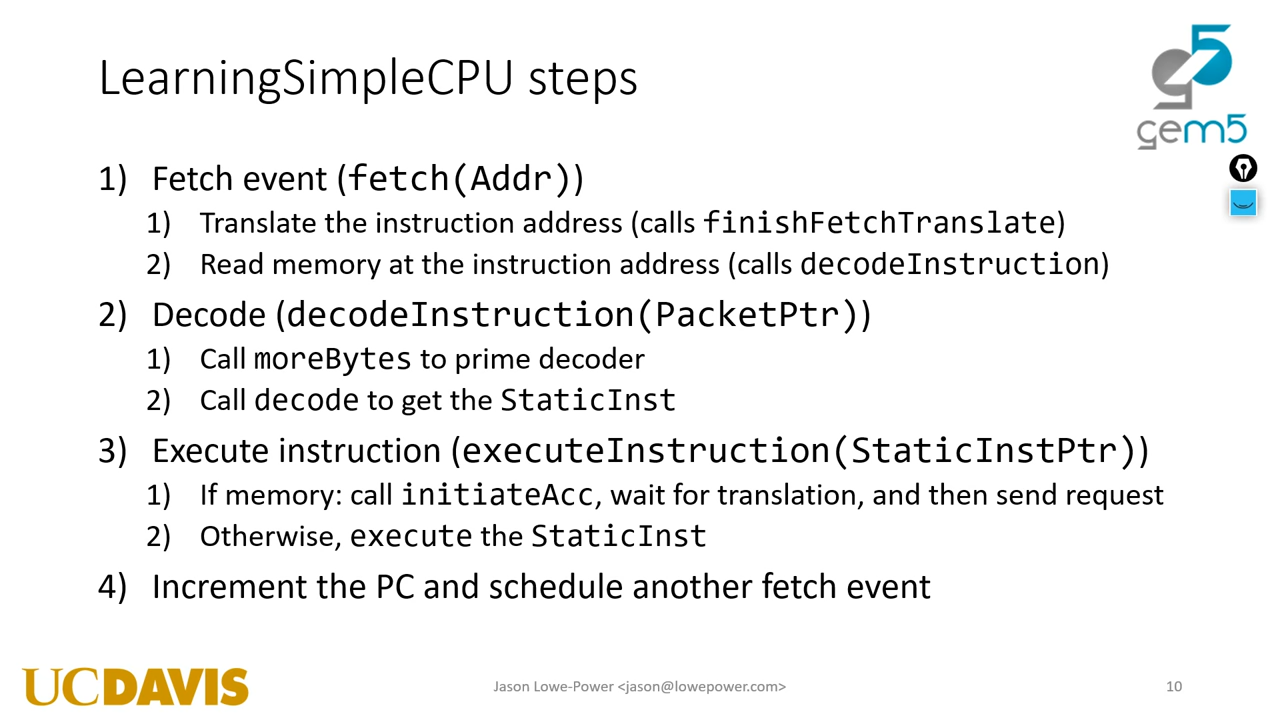 LearningSimpleCPU steps
gem5
1) Fetch event (fetch(Addr))
1) Translate the instruction address (calls finishFetchTranslate)
2) Read memory at the instruction address (calls decodeInstruction)
2) Decode (decodeInstruction(PacketPtr))
1) Call moreBytes to prime decoder
2) Call decode to get the StaticInst
3) Execute instruction (executeInstruction(StaticInstPtr))
1) If memory: call initiateAcc, wait for translation, and then send request
2) Otherwise, execute the StaticInst
4) Increment the PC and schedule another fetch event
UCDAVIS
Jason Lowe-Power <jason@lowepower.com>
10